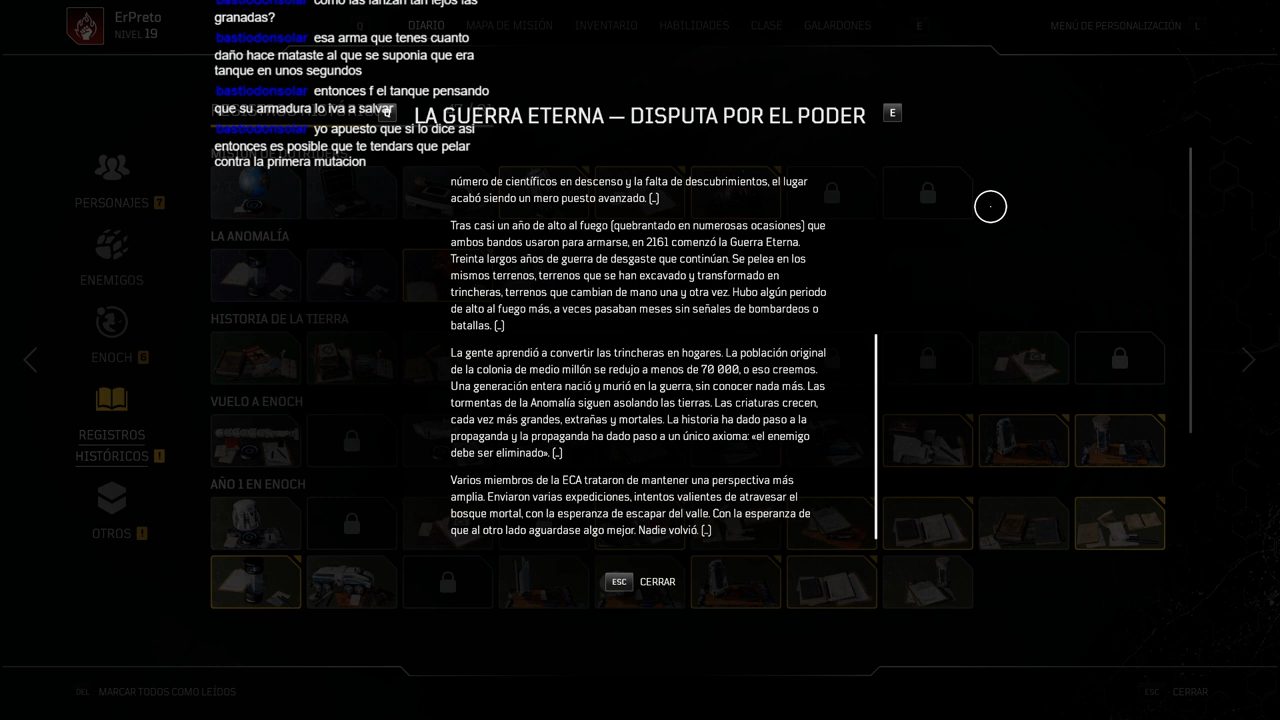 ErPreto
NIVEL 19
Q
DIARIO
MAPA DE MISIÓN
INVENTARIO
HABILIDADES
CLASE
GALARDONES
E
MENÚ DE PERSONALIZACIÓN
L
bastiodonsolar como las lanzan tan lejos las
granadas?
bastiodonsolar esa arma que tenes cuanto
daño hace mataste al que se suponia que era
tanque en unos segundos
bastiodonsolar entonces f el tanque pensando
que su armadura lo iva a salvar
bastiodonsolar yo apuesto que si lo dice asi
entonces es posible que te tendars que pelar
contra la primera mutacion
Q
LA GUERRA ETERNA — DISPUTA POR EL PODER
E
número de científicos en descenso y la falta de descubrimientos, el lugar
acabó siendo un mero puesto avanzado. (...)
Tras casi un año de alto al fuego (quebrantado en numerosas ocasiones) que
ambos bandos usaron para armarse, en 2161 comenzó la Guerra Eterna.
Treinta largos años de guerra de desgaste que continúan. Se pelea en los
mismos terrenos, terrenos que se han excavado y transformado en
trincheras, terrenos que cambian de mano una y otra vez. Hubo algún periodo
de alto al fuego más, a veces pasaban meses sin señales de bombardeos o
batallas. (...)
La gente aprendió a convertir las trincheras en hogares. La población original
de la colonia de medio millón se redujo a menos de 70 000, o eso creemos.
Una generación entera nació y murió en la guerra, sin conocer nada más. Las
tormentas de la Anomalía siguen asolando las tierras. Las criaturas crecen,
cada vez más grandes, extrañas y mortales. La historia ha dado paso a la
propaganda y la propaganda ha dado paso a un único axioma: «el enemigo
debe ser eliminado». (...)
Varios miembros de la ECA trataron de mantener una perspectiva más
amplia. Enviaron varias expediciones, intentos valientes de atravesar el
bosque mortal, con la esperanza de escapar del valle. Con la esperanza de
que al otro lado aguardase algo mejor. Nadie volvió. (...)
ESC CERRAR
PERSONAJES 7
ENEMIGOS
ENOCH 6
REGISTROS
HISTÓRICOS !
OTROS !
LA ANOMALÍA
HISTORIA DE LA TIERRA
VUELO A ENOCH
AÑO 1 EN ENOCH
DEL MARCAR TODOS COMO LEÍDOS
ESC CERRAR